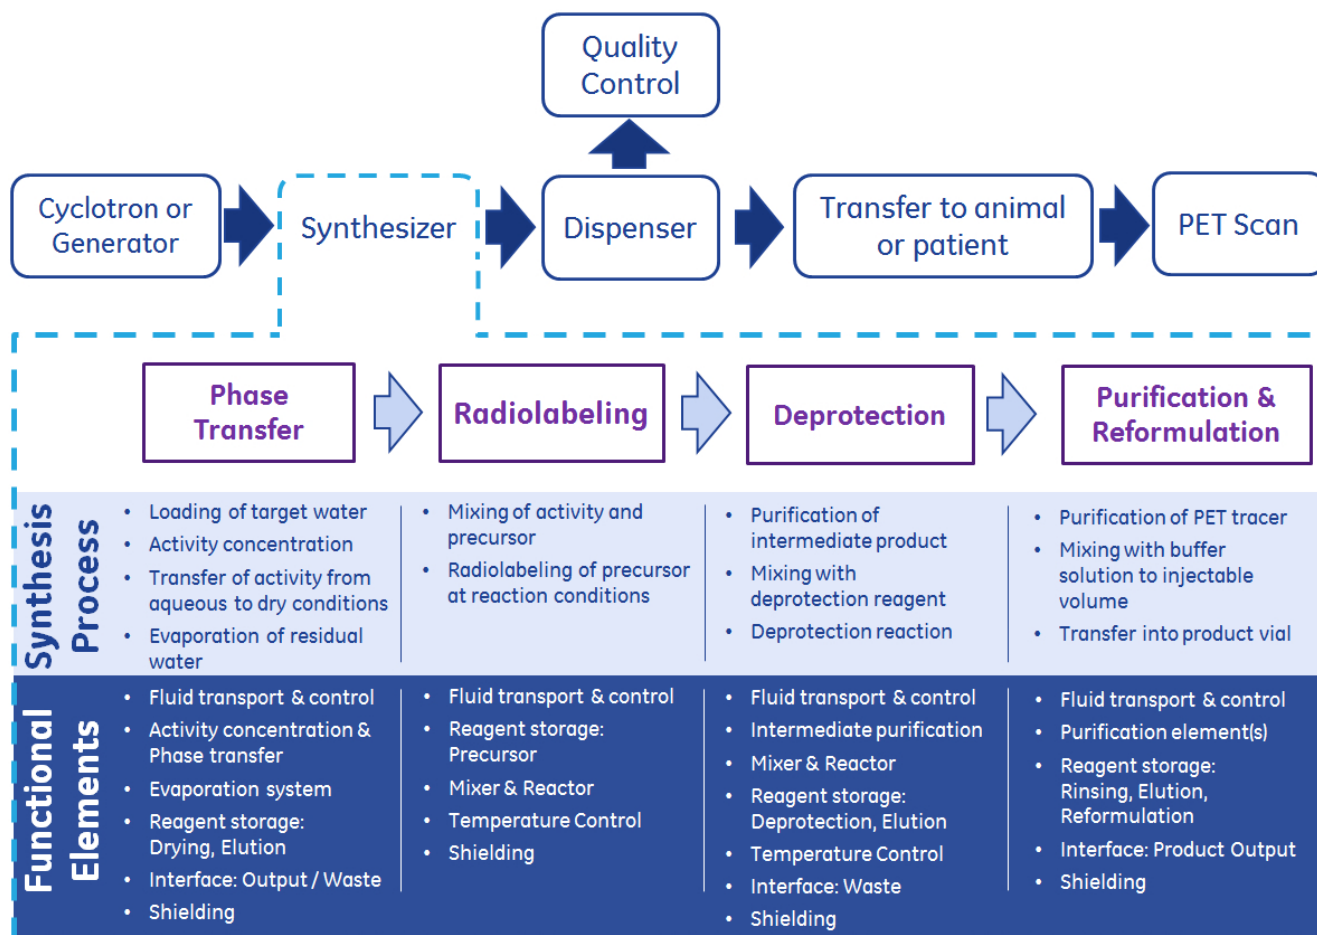 Quality
Control
Cyclotron or
Generator
Synthesizer
Dispenser
Transfer to animal
or patient
PET Scan
Phase
Transfer
Radiolabeling
Deprotection
Purification &
Reformulation
Synthesis
Process
• Loading of target water
• Activity concentration
• Transfer of activity from
aqueous to dry conditions
• Evaporation of residual
water
• Mixing of activity and
precursor
• Radiolabeling of precursor
at reaction conditions
• Purification of
intermediate product
• Mixing with
deprotection reagent
• Deprotection reaction
• Purification of PET tracer
• Mixing with buffer
solution to injectable
volume
• Transfer into product vial
Functional
Elements
• Fluid transport & control
• Activity concentration &
Phase transfer
• Evaporation system
• Reagent storage:
Drying, Elution
• Interface: Output / Waste
• Shielding
• Fluid transport & control
• Reagent storage:
Precursor
• Mixer & Reactor
• Temperature Control
• Shielding
• Fluid transport & control
• Intermediate purification
• Mixer & Reactor
• Reagent storage:
Deprotection, Elution
• Temperature Control
• Interface: Waste
• Shielding
• Fluid transport & control
• Purification element(s)
• Reagent storage:
Rinsing, Elution,
Reformulation
• Interface: Product Output
• Shielding